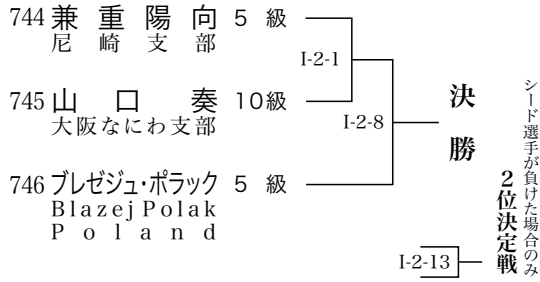 744 兼重陽向 5 級
尼崎支部
I-2-1
745 山口奏 10級
大阪なにわ支部
I-2-8
決勝
746 ブレゼジュ・ポラック 5 級
Blazej Polak
Poland
シード選手が負けた場合のみ
2位決定戦
I-2-13